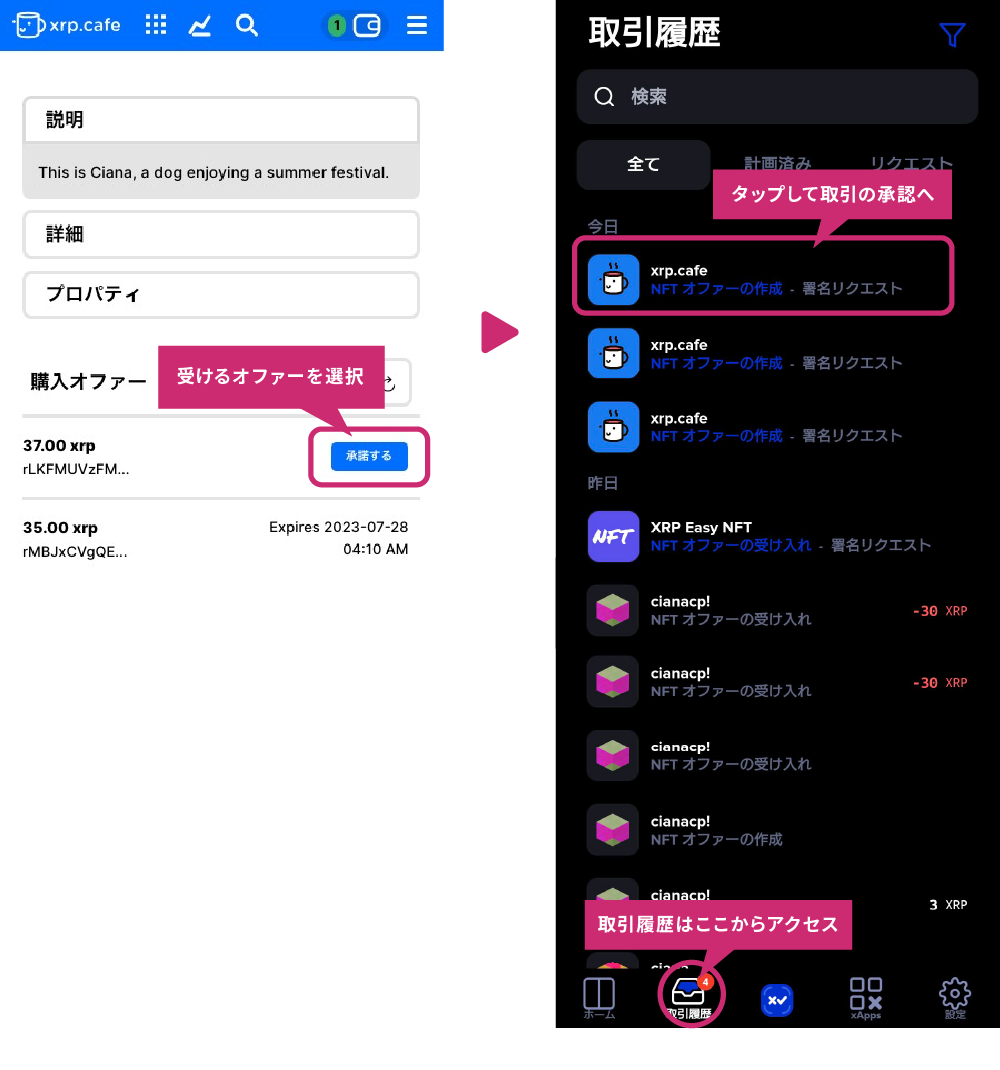 xrp.cafe
1
説明
This is Ciana, a dog enjoying a summer festival.
詳細
プロパティ
購入オファー
受けるオファーを選択
37.00 xrp
rLKFMUVzFM...
承諾する
35.00 xrp
rMBJxCVgQE...
Expires 2023-07-28
04:10 AM
取引履歴
検索
全て
計画済み
リクエスト
タップして取引の承認へ
今日
xrp.cafe
NFT オファーの作成 - 署名リクエスト
xrp.cafe
NFT オファーの作成 - 署名リクエスト
xrp.cafe
NFT オファーの作成 - 署名リクエスト
昨日
NFT
XRP Easy NFT
NFT オファーの受け入れ - 署名リクエスト
cianacp!
NFT オファーの受け入れ
-30 XRP
cianacp!
NFT オファーの受け入れ
-30 XRP
cianacp!
NFT オファーの受け入れ
cianacp!
NFT オファーの作成
cianacp!
3 XRP
取引履歴はここからアクセス
ホーム
4
取引履歴
xApps
設定